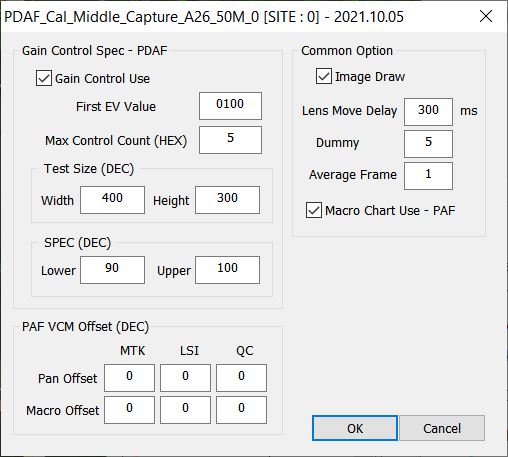 PDAF_Cal_Middle_Capture_A26_50M_0 [SITE : 0] - 2021.10.05
Gain Control Spec - PDAF
Gain Control Use
First EV Value 0100
Max Control Count (HEX) 5
Test Size (DEC)
Width 400 Height 300
SPEC (DEC)
Lower 90 Upper 100
Common Option
Image Draw
Lens Move Delay 300 ms
Dummy 5
Average Frame 1
Macro Chart Use - PAF
PAF VCM Offset (DEC)
MTK LSI QC
Pan Offset 0 0 0
Macro Offset 0 0 0
OK Cancel